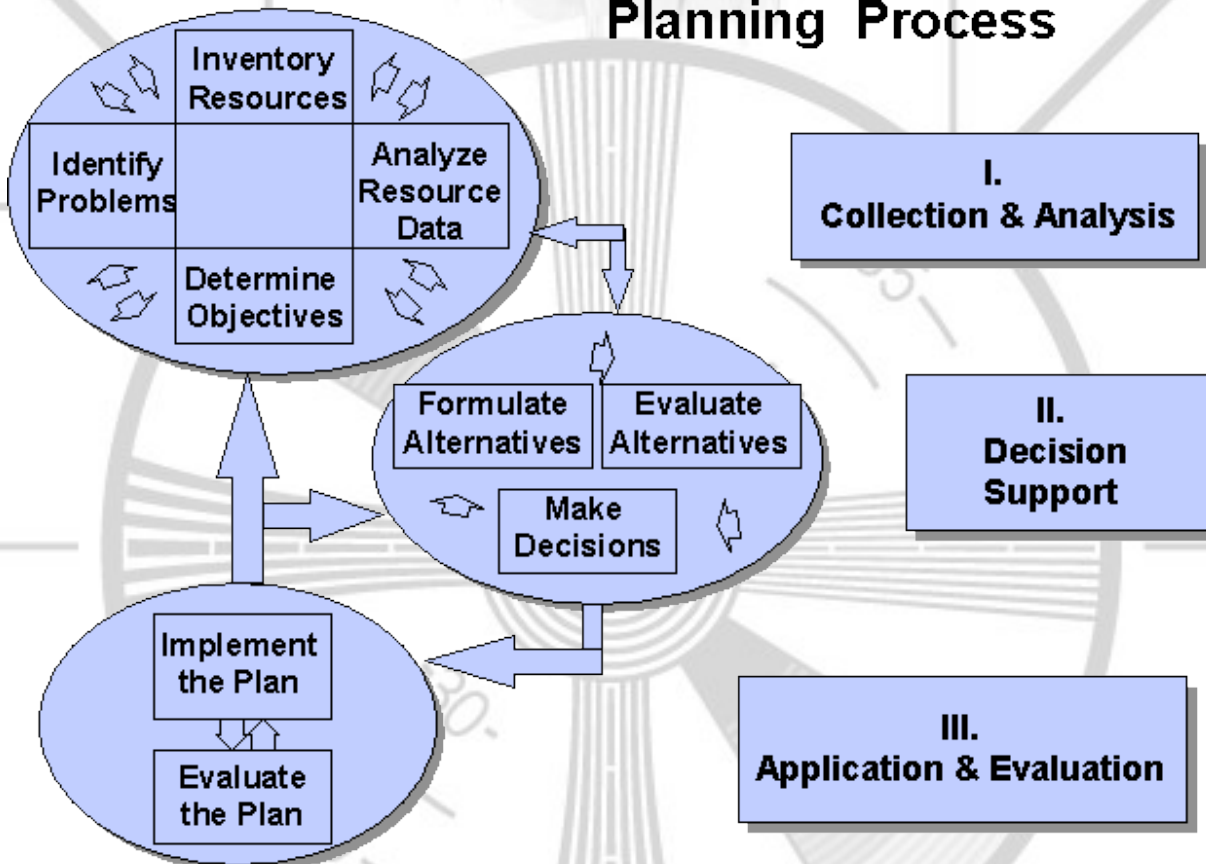 Planning Process
Inventory
Resources
Identify
Problems
Analyze
Resource
Data
Determine
Objectives
I.
Collection & Analysis
Formulate
Alternatives
Evaluate
Alternatives
Make
Decisions
II.
Decision
Support
Implement
the Plan
Evaluate
the Plan
III.
Application & Evaluation